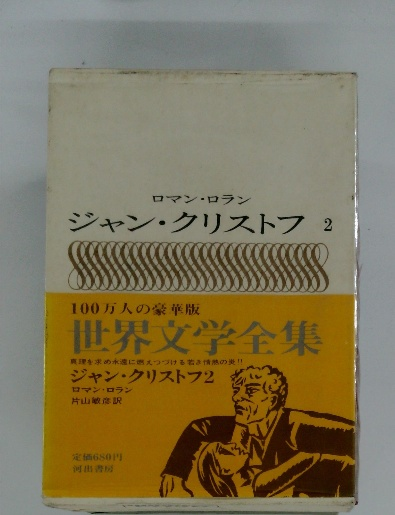 ロマン・ロラン
ジャン・クリストフ 2
100万人の豪華版
世界文学全集
真理を求め永遠に燃えつづける若き情熱の炎!!
ジャン・クリストフ2
ロマン・ロラン
片山敏彦訳
定価680円
河出書房